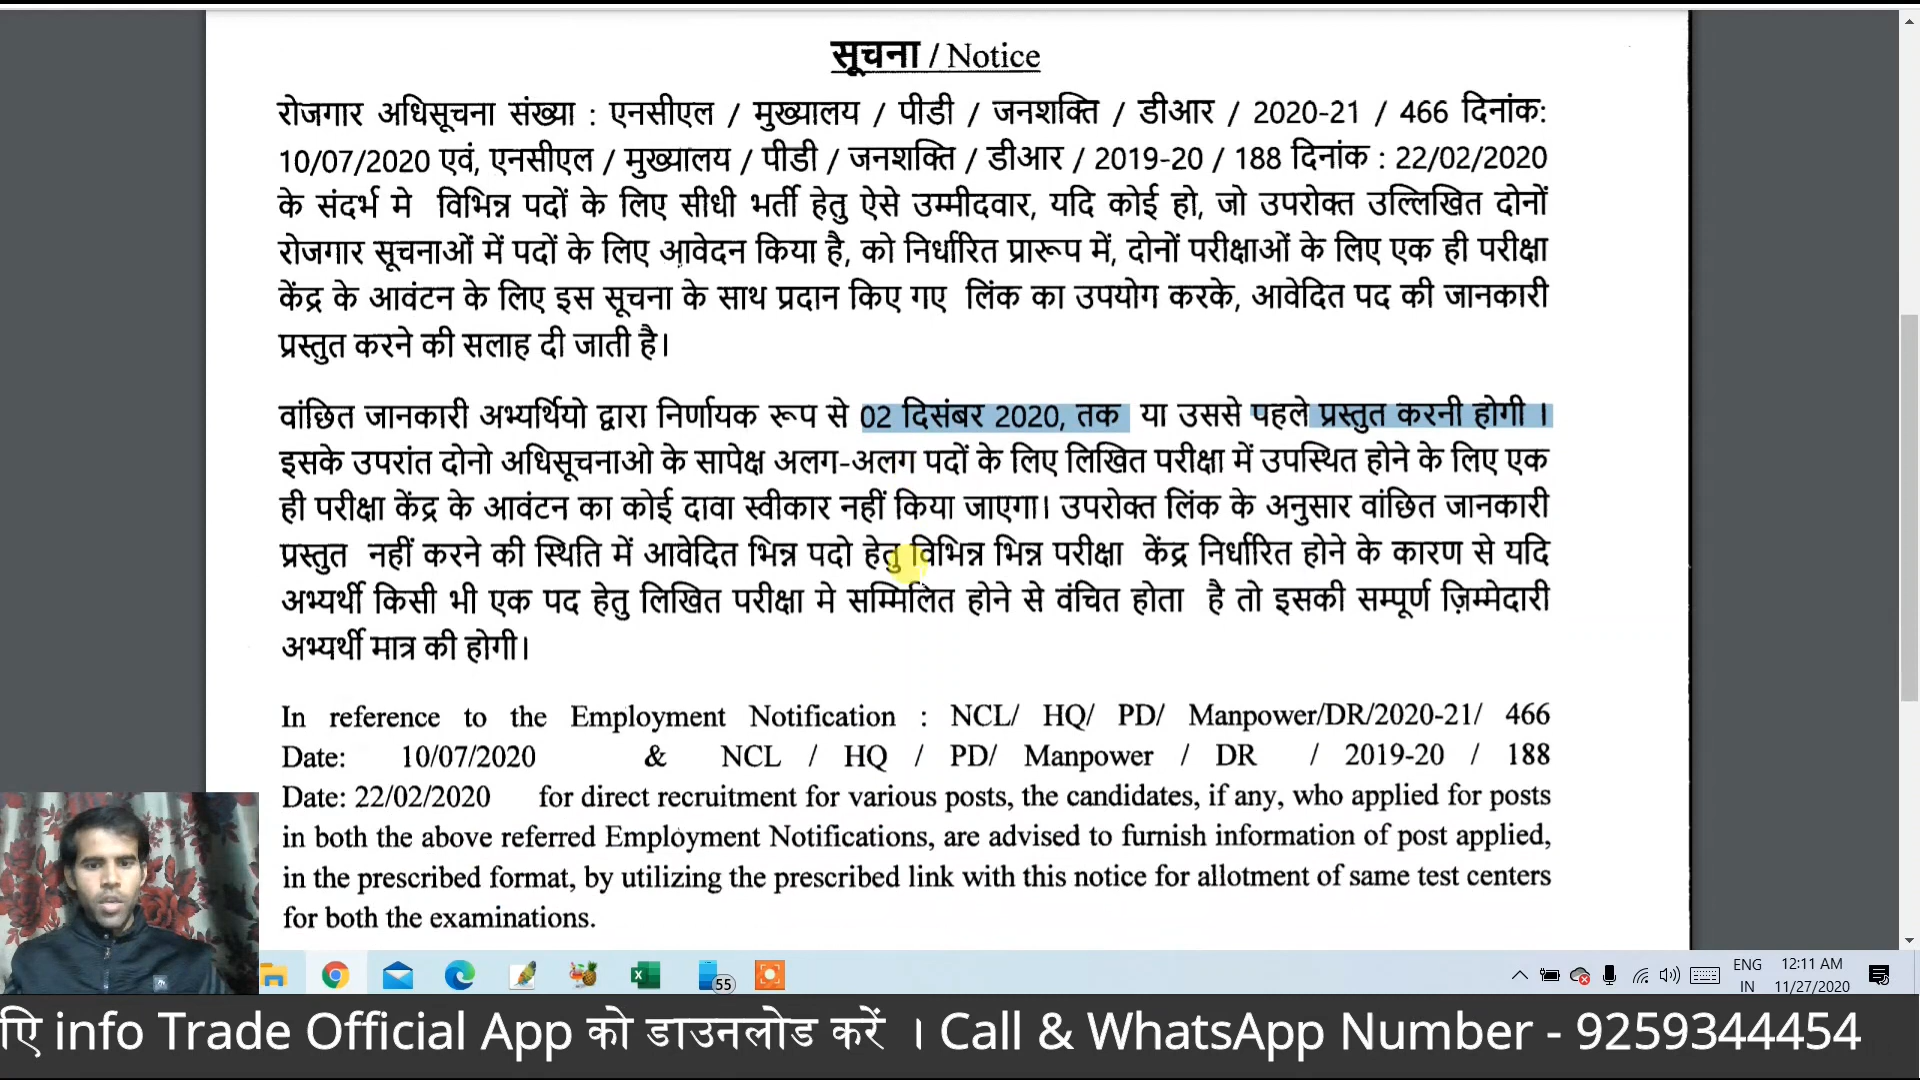 सूचना / Notice
रोजगार अधिसूचना संख्या : एनसीएल / मुख्यालय / पीडी / जनशक्ति / डीआर / 2020-21 / 466 दिनांक:
10/07/2020 एवं, एनसीएल / मुख्यालय / पीडी / जनशक्ति / डीआर / 2019-20 / 188 दिनांक : 22/02/2020
के संदर्भ मे विभिन्न पदों के लिए सीधी भर्ती हेतु ऐसे उम्मीदवार, यदि कोई हो, जो उपरोक्त उल्लिखित दोनों
रोजगार सूचनाओं में पदों के लिए आवेदन किया है, को निर्धारित प्रारूप में, दोनों परीक्षाओं के लिए एक ही परीक्षा
केंद्र के आवंटन के लिए इस सूचना के साथ प्रदान किए गए लिंक का उपयोग करके, आवेदित पद की जानकारी
प्रस्तुत करने की सलाह दी जाती है।
वांछित जानकारी अभ्यर्थियो द्वारा निर्णायक रूप से 02 दिसंबर 2020, तक या उससे पहले प्रस्तुत करनी होगी ।
इसके उपरांत दोनो अधिसूचनाओ के सापेक्ष अलग-अलग पदों के लिए लिखित परीक्षा में उपस्थित होने के लिए एक
ही परीक्षा केंद्र के आवंटन का कोई दावा स्वीकार नहीं किया जाएगा। उपरोक्त लिंक के अनुसार वांछित जानकारी
प्रस्तुत नहीं करने की स्थिति में आवेदित भिन्न पदो हेतु विभिन्न भिन्न परीक्षा केंद्र निर्धारित होने के कारण से यदि
अभ्यर्थी किसी भी एक पद हेतु लिखित परीक्षा मे सम्मिलित होने से वंचित होता है तो इसकी सम्पूर्ण ज़िम्मेदारी
अभ्यर्थी मात्र की होगी।
In reference to the Employment Notification : NCL/ HQ/ PD/ Manpower/DR/2020-21/ 466
Date: 10/07/2020 & NCL / HQ / PD/ Manpower / DR / 2019-20 / 188
Date: 22/02/2020 for direct recruitment for various posts, the candidates, if any, who applied for posts
in both the above referred Employment Notifications, are advised to furnish information of post applied,
in the prescribed format, by utilizing the prescribed link with this notice for allotment of same test centers
for both the examinations.
55
ENG
IN
12:11 AM
11/27/2020
info Trade Official App को डाउनलोड करें । Call & WhatsApp Number - 9259344454